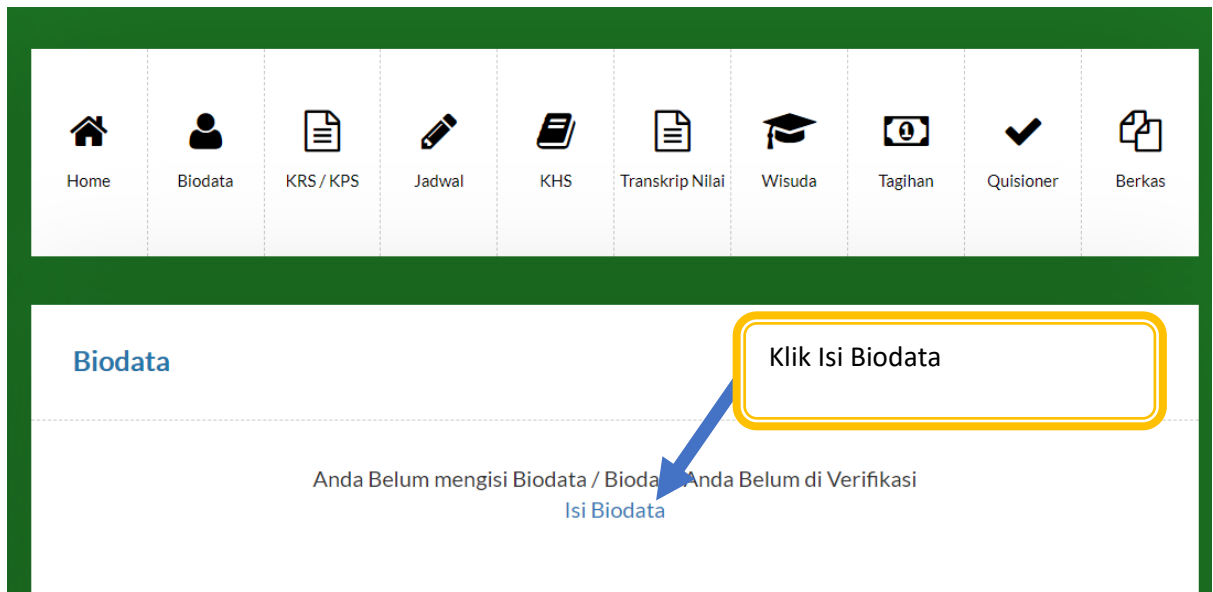 Home Biodata KRS / KPS Jadwal KHS Transkrip Nilai Wisuda Tagihan Quisioner Berkas
Biodata
Klik Isi Biodata
Anda Belum mengisi Biodata / Biodata Anda Belum di Verifikasi
Isi Biodata